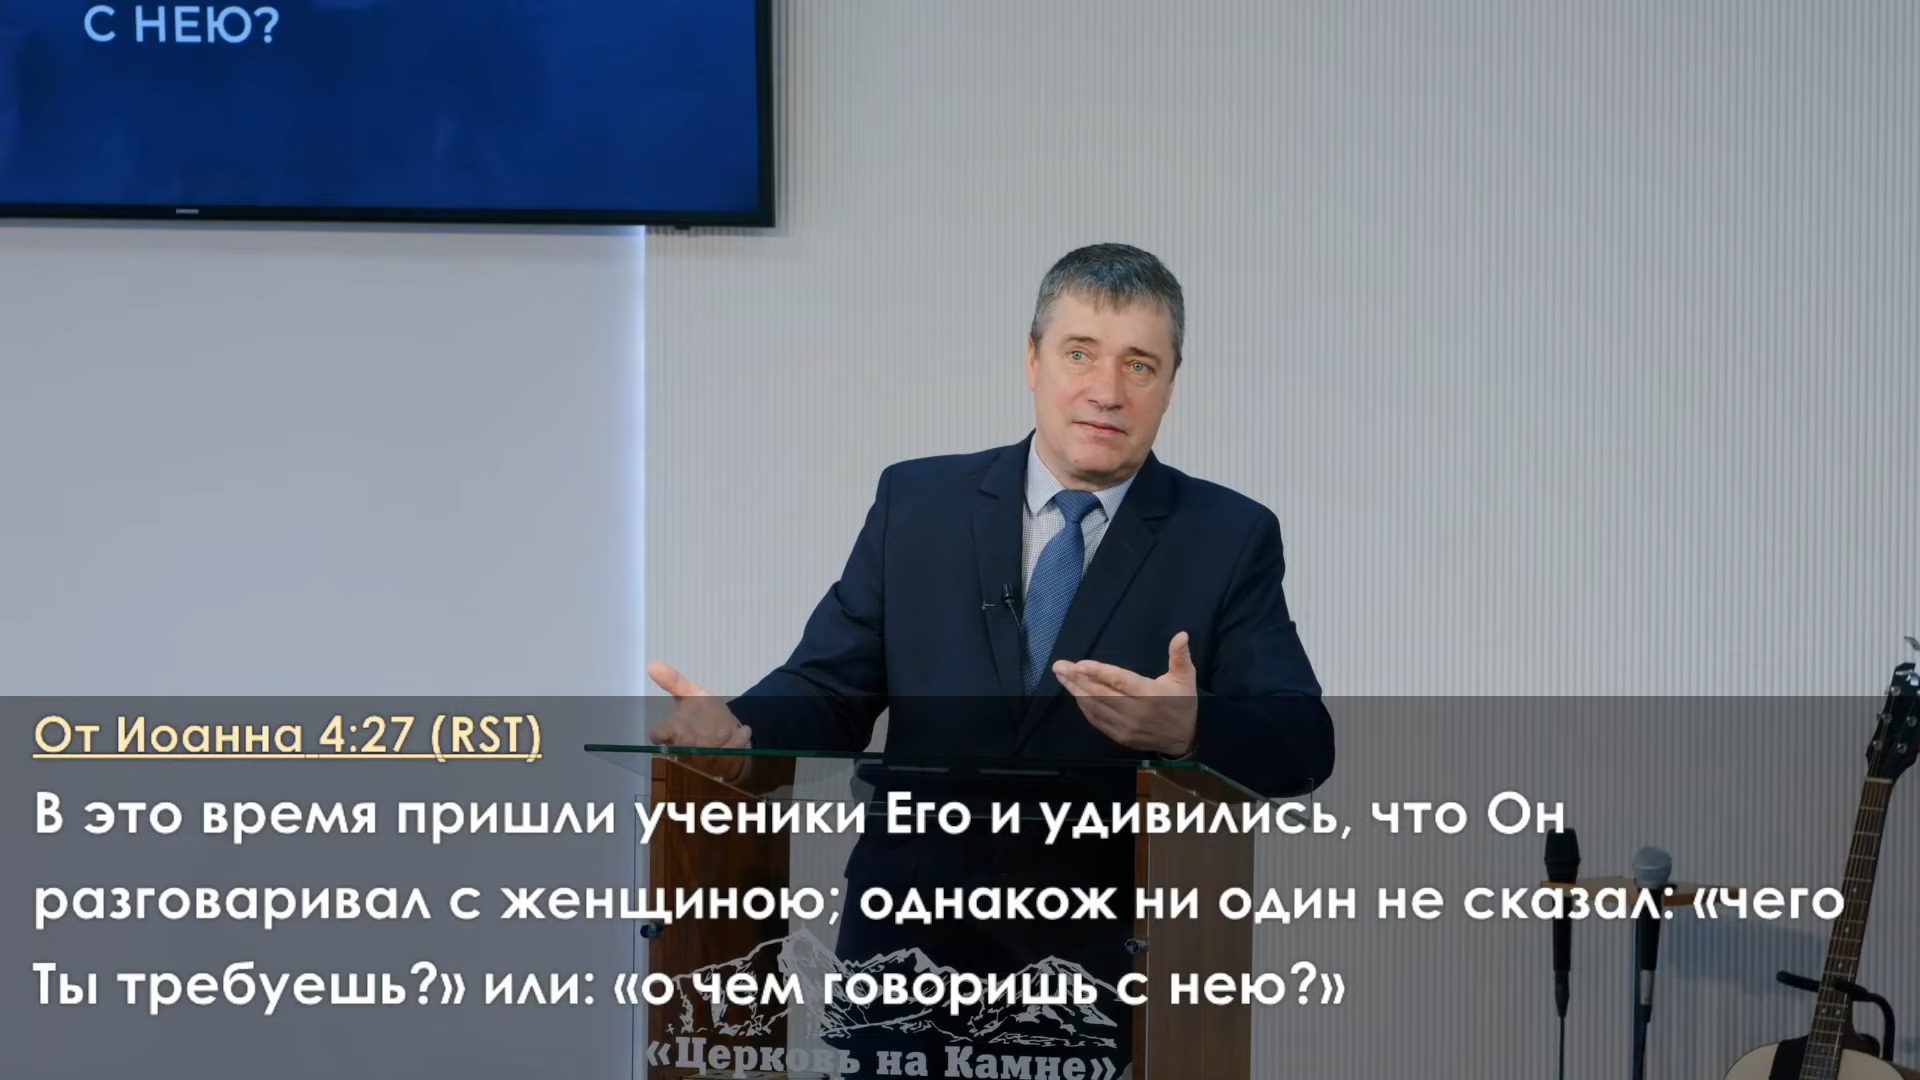 С НЕЮ?
От Иоанна 4:27 (RST)
В это время пришли ученики Его и удивились, что Он
разговаривал с женщиною; однакож ни один не сказал: «чего
Ты требуешь?» или: «о чем говоришь с нею?»
«Церковь на Камне»